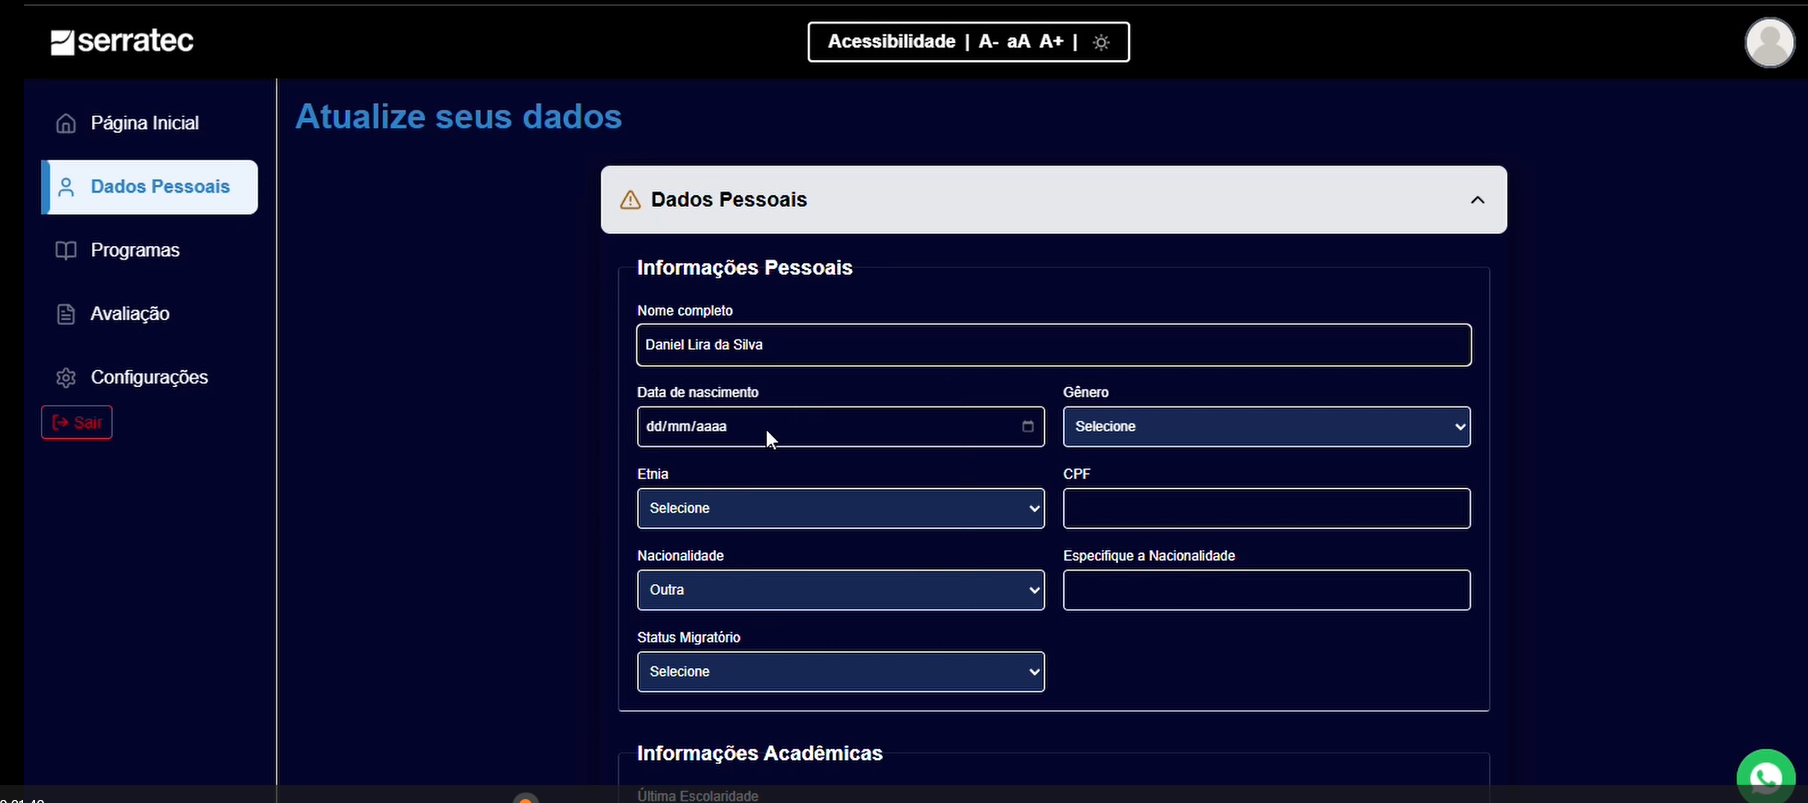 serratec
Acessibilidade | A- aA A+ |
Página Inicial
Dados Pessoais
Programas
Avaliação
Configurações
Sair
Atualize seus dados
Dados Pessoais
Informações Pessoais
Nome completo
Daniel Lira da Silva
Data de nascimento
Gênero
dd/mm/aaaa
Selecione
Etnia
CPF
Selecione
Nacionalidade
Especifique a Nacionalidade
Outra
Status Migratório
Selecione
Informações Acadêmicas
Última Escolaridade